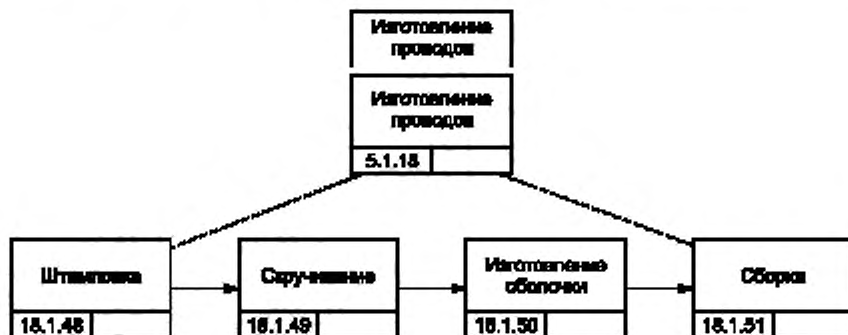 Изготовление
проводов
Изготовление
проводов
5.1.18
Штамповка
Скручивание
Изготовление
оболочки
Сборка
18.1.48
18.1.49
18.1.50
18.1.51